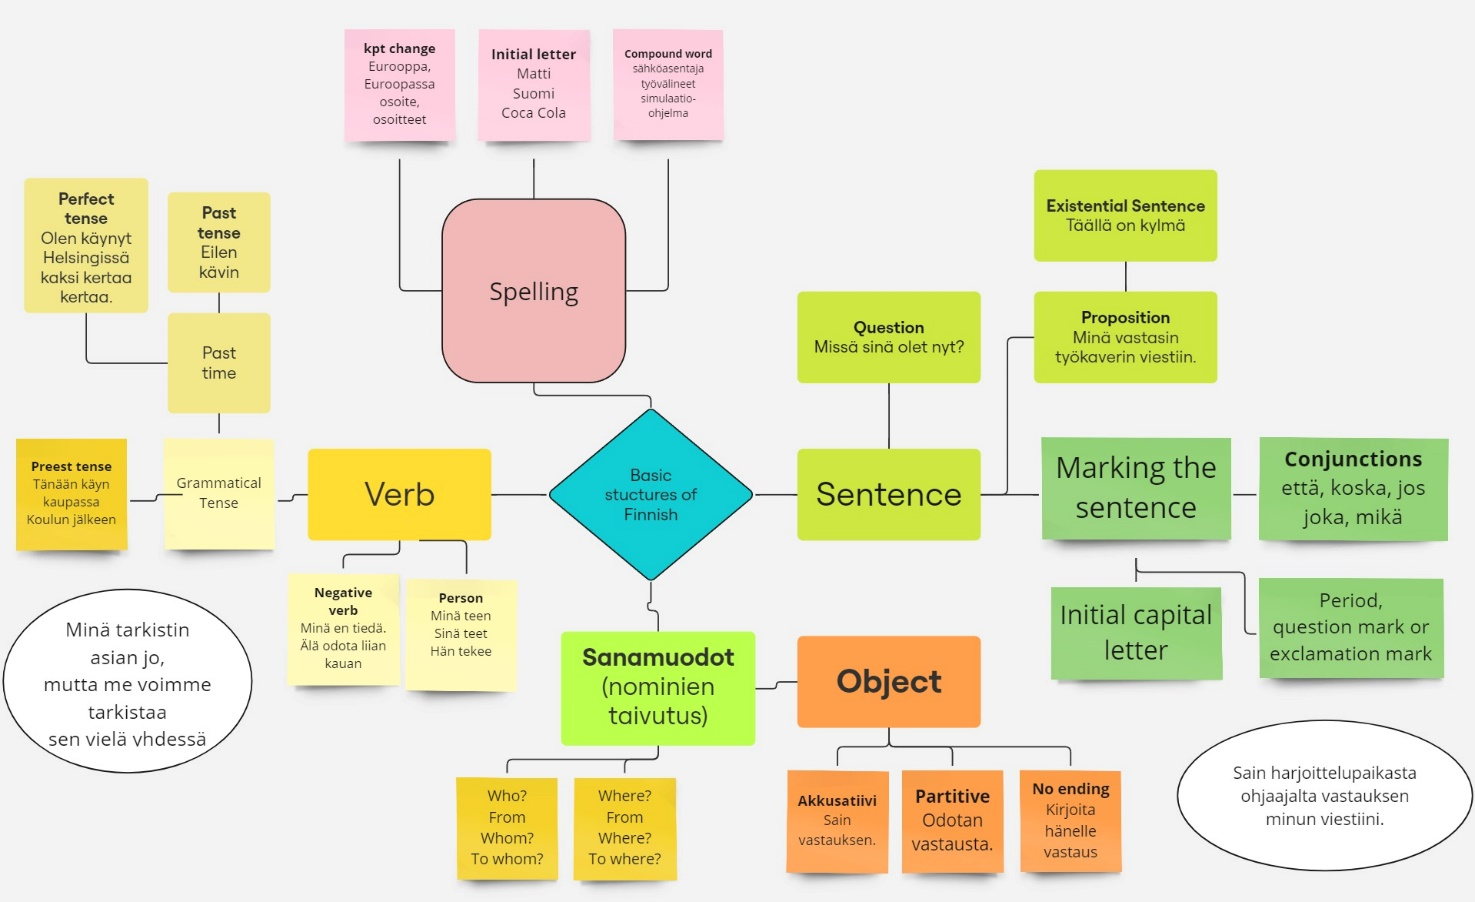 kpt change
Eurooppa,
Euroopassa
osoite,
osoitteet
Initial letter
Matti
Suomi
Coca Cola
Compound word
sähköasentaja
työvälineet
simulaatio-
ohjelma
Perfect
tense
Olen käynyt
Helsingissä
kaksi kertaa
kertaa.
Past
tense
Eilen
kävin
Past
time
Spelling
Existential Sentence
Täällä on kylmä
Question
Missä sinä olet nyt?
Proposition
Minä vastasin
työkaverin viestiin.
Preest tense
Tänään käyn
kaupassa
Koulun jälkeen
Grammatical
Tense
Verb
Basic
stuctures of
Finnish
Sentence
Marking the
sentence
Conjunctions
että, koska, jos
joka, mikä
Negative
verb
Minä en tiedä.
Älä odota liian
kauan
Person
Minä teen
Sinä teet
Hän tekee
Initial capital
letter
Period,
question mark or
exclamation mark
Minä tarkistin
asian jo,
mutta me voimme
tarkistaa
sen vielä vhdessä
Sanamuodot
(nominien
taivutus)
Object
Who?
From
Whom?
To whom?
Where?
From
Where?
To where?
Akkusatiivi
Sain
vastauksen.
Partitive
Odotan
vastausta.
No ending
Kirjoita
hänelle
vastaus
Sain harjoittelupaikasta
ohjaajalta vastauksen
minun viestiini.